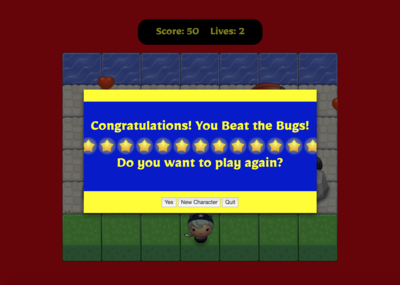 Score: 50 Lives: 2
Congratulations! You Beat the Bugs!
Do you want to play again?
Yes New Character Quit